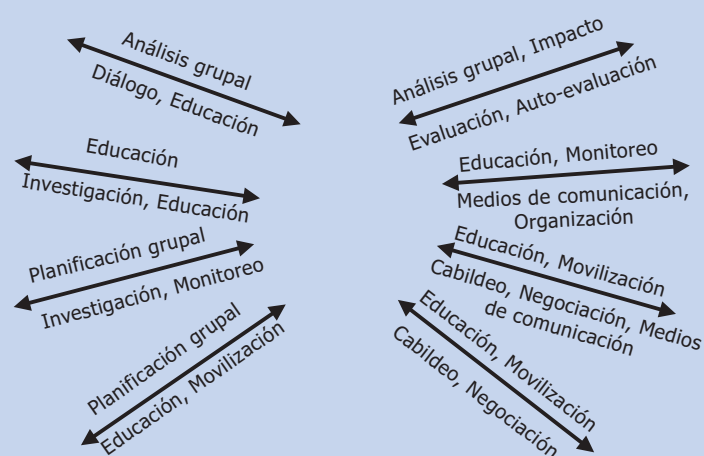 Análisis grupal
Diálogo, Educación
Educación
Investigación, Educación
Planificación grupal
Investigación, Monitoreo
Planificación grupal
Educación, Movilización
Análisis grupal, Impacto
Evaluación, Auto-evaluación
Educación, Monitoreo
Medios de comunicación,
Organización
Educación, Movilización
Cabildeo, Negociación, Medios
de comunicación
Educación, Movilización
Cabildeo, Negociación